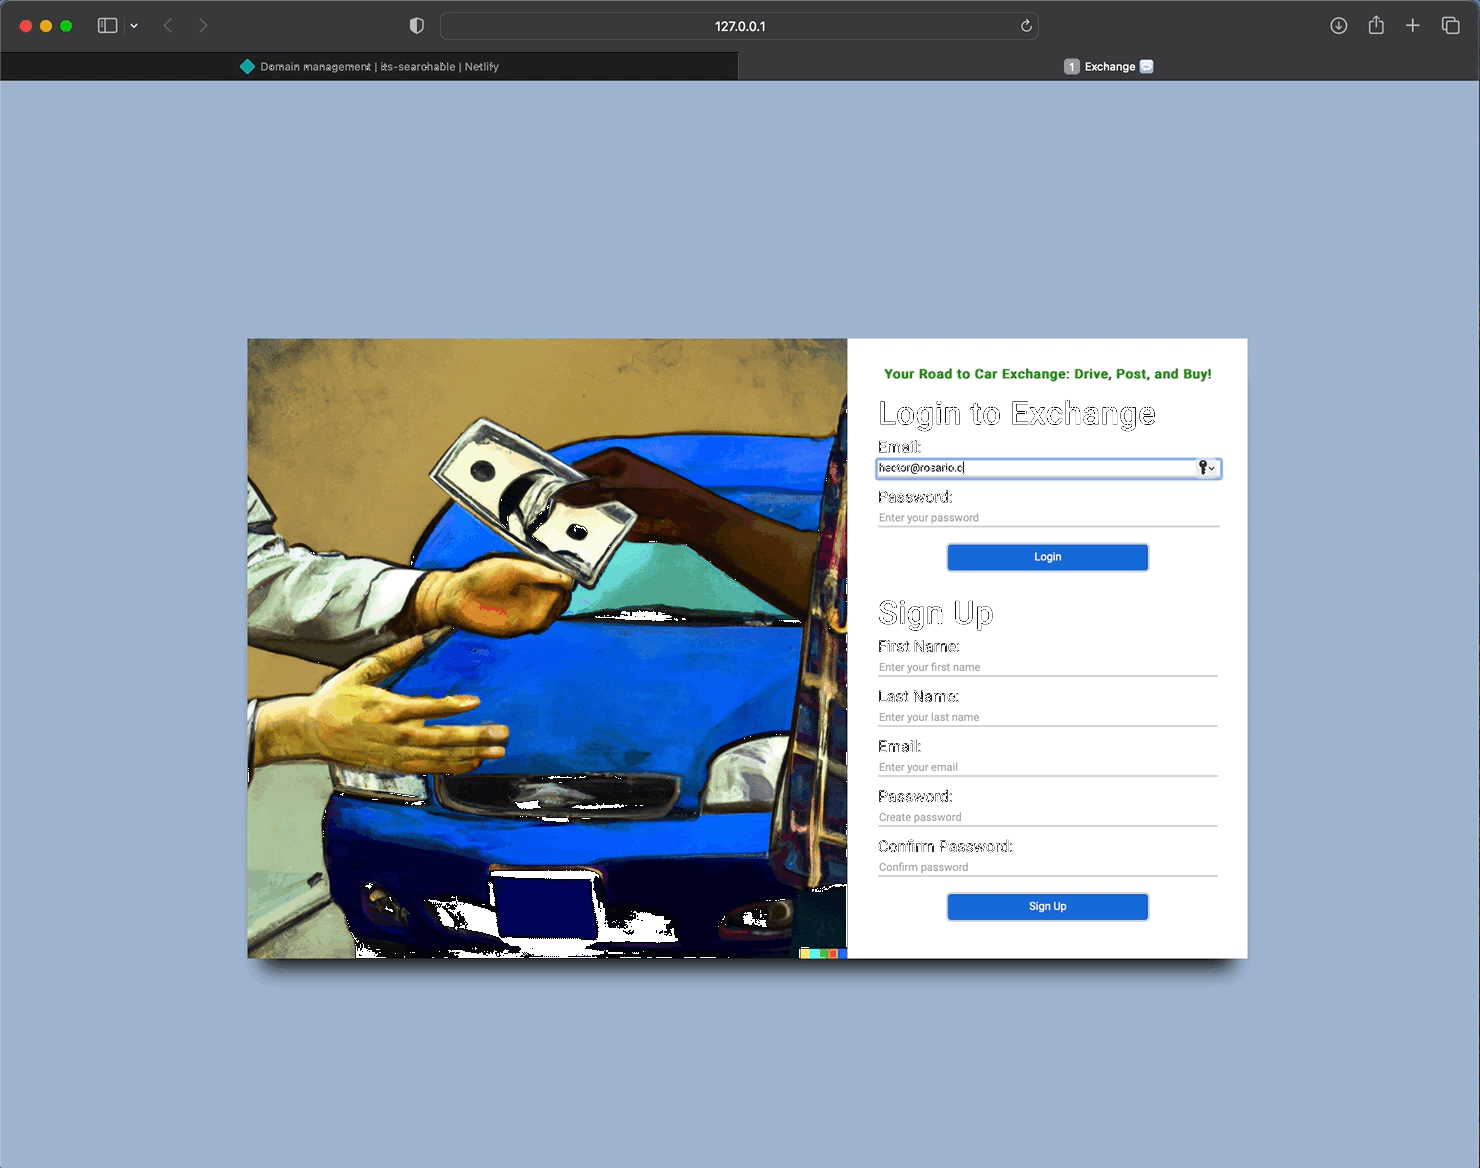 127.0.0.1
Domain management | its-searchable | Netlify
1 Exchange
Your Road to Car Exchange: Drive, Post, and Buy!
Login to Exchange
Email:
hector@rosario.c
Password:
Enter your password
Login
Sign Up
First Name:
Enter your first name
Last Name:
Enter your last name
Email:
Enter your email
Password:
Create password
Confirm Password:
Confirm password
Sign Up